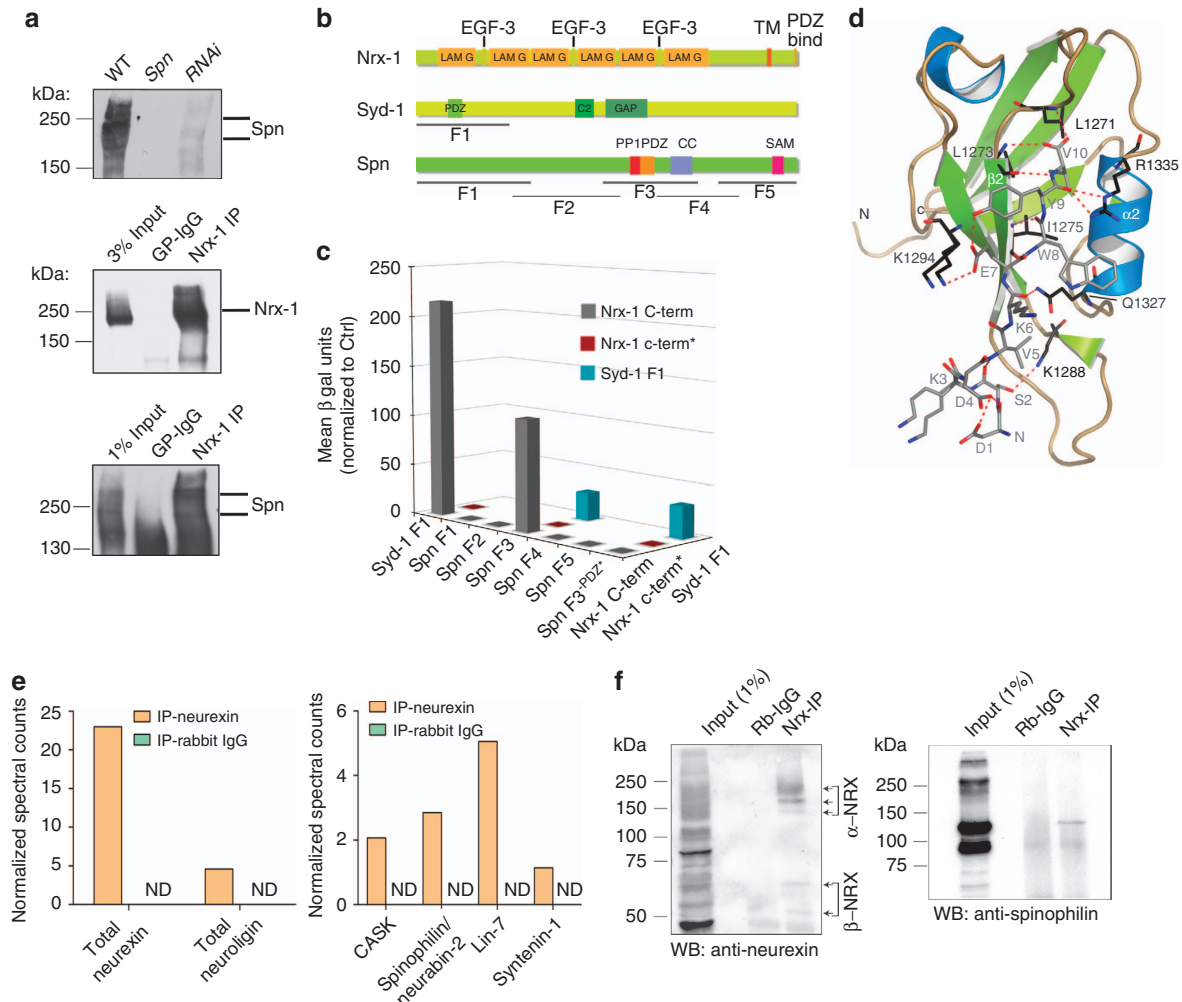 a
WT
Spn
RNAi
kDa:
250
150
Spn
3% Input
GP-IgG
Nrx-1 IP
kDa:
250
150
Nrx-1
1% Input
GP-IgG
Nrx-1 IP
250
130
Spn
b
EGF-3 EGF-3 EGF-3 TM PDZ bind
Nrx-1
LAM G LAM G LAM G LAM G LAM G LAM G
Syd-1
PDZ C2 GAP
F1
Spn
PP1 PDZ CC SAM
F1 F2 F3 F4 F5
c
Mean β gal units
(normalized to Ctrl)
250
200
150
100
50
0
Nrx-1 C-term
Nrx-1 c-term*
Syd-1 F1
Syd-1 F1
Spn F1
Spn F2
Spn F3
Spn F4
Spn F5
Spn F3-PDZ*
Nrx-1 C-term
Nrx-1 c-term*
Syd-1 F1
d
L1271
L1273
V10
R1335
β2
N
c
Y9
α2
I1275
K1294
E7
W8
Q1327
K6
V5
K1288
K3
D4
S2
N
D1
e
Normalized spectral counts
25
20
15
10
5
0
IP-neurexin
IP-rabbit IgG
ND ND
Total neurexin
Total neuroligin
Normalized spectral counts
6
4
2
0
IP-neurexin
IP-rabbit IgG
ND ND ND ND
CASK
Spinophilin/
neurabin-2
Lin-7
Syntenin-1
f
Input (1%)
Rb-IgG
Nrx-IP
kDa
250
150
100
75
50
α–NRX
β–NRX
WB: anti-neurexin
Input (1%)
Rb-IgG
Nrx-IP
kDa
250
150
100
75
WB: anti-spinophilin